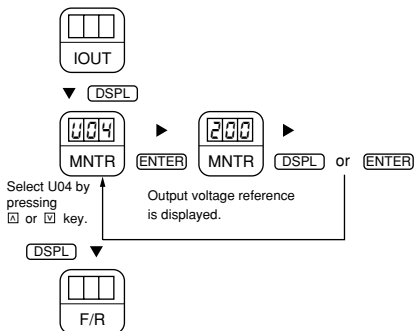 IOUT
DSPL
U04
200
MNTR
ENTER
MNTR
DSPL or ENTER
Select U04 by
pressing
∧ or ∨ key.
Output voltage reference
is displayed.
DSPL
F/R